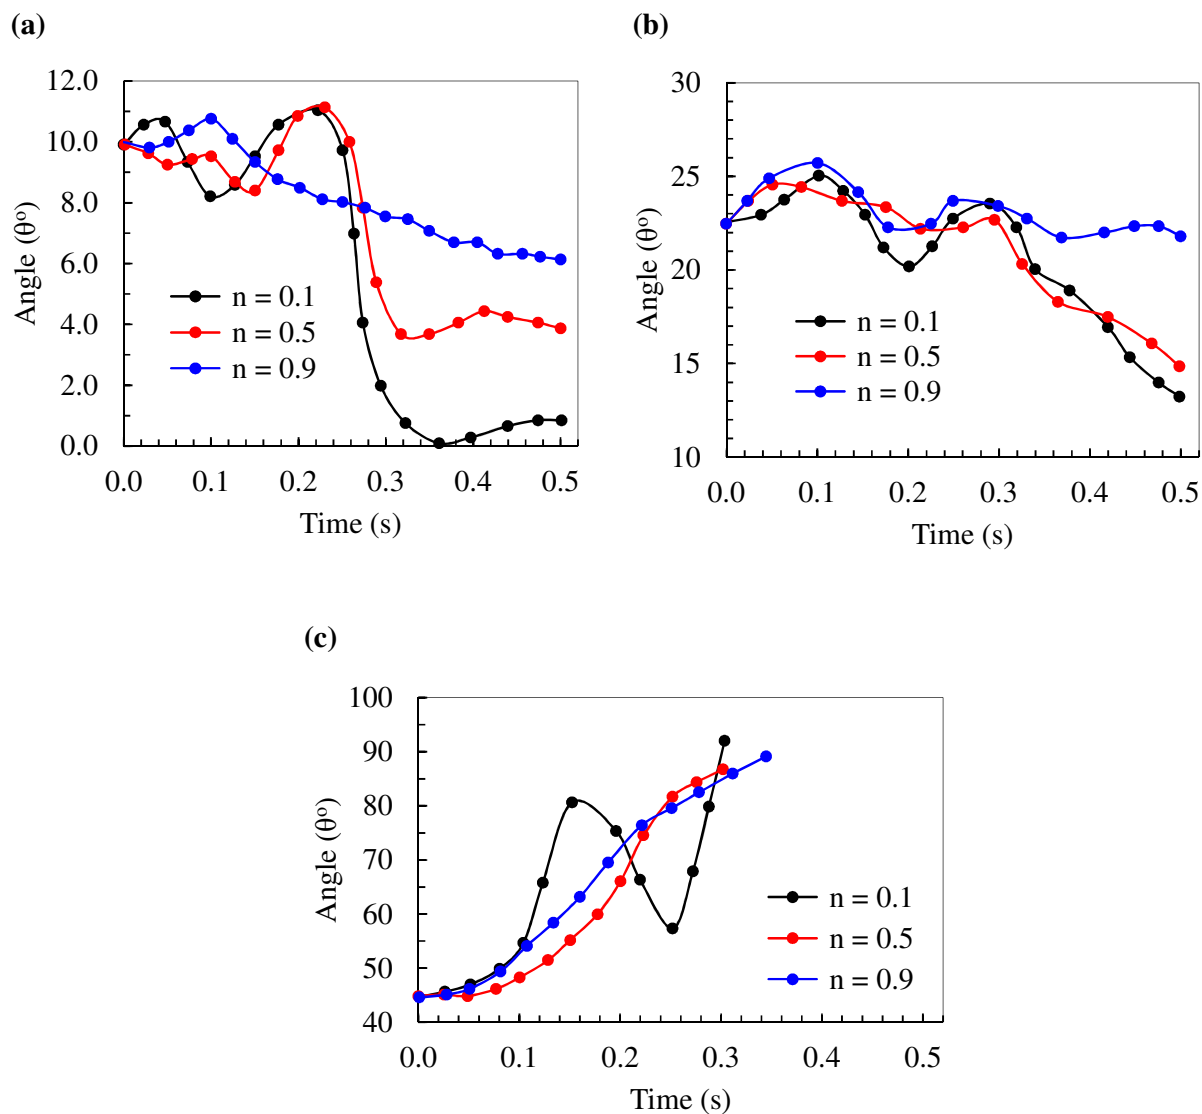 (a)
12.0
10.0
8.0
6.0
4.0
2.0
0.0
Angle (θº)
n = 0.1
n = 0.5
n = 0.9
0.0 0.1 0.2 0.3 0.4 0.5
Time (s)
(b)
30
25
20
15
10
Angle (θº)
n = 0.1
n = 0.5
n = 0.9
0.0 0.1 0.2 0.3 0.4 0.5
Time (s)
(c)
100
90
80
70
60
50
40
Angle (θº)
n = 0.1
n = 0.5
n = 0.9
0.0 0.1 0.2 0.3 0.4 0.5
Time (s)